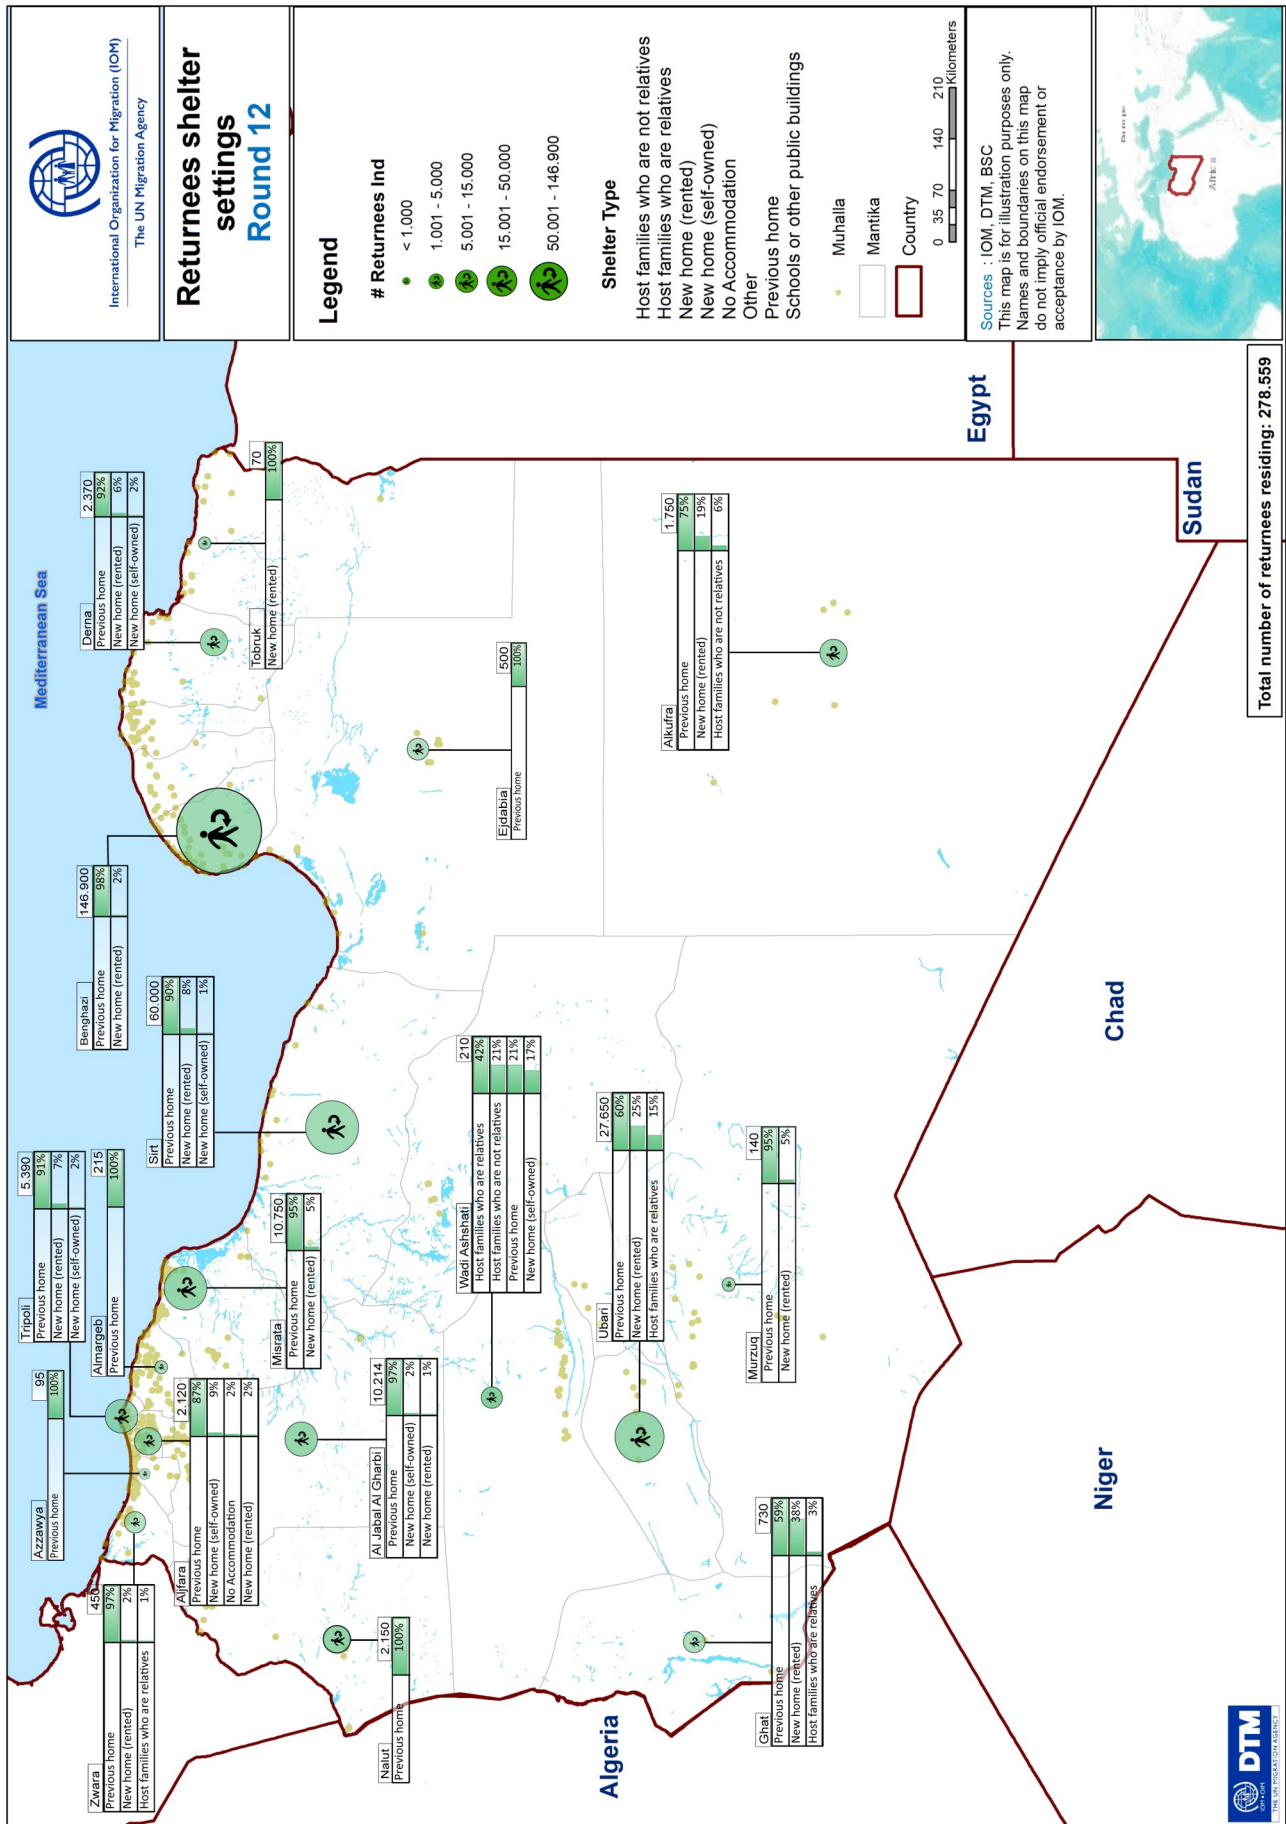 International Organization for Migration (IOM)
The UN Migration Agency
Returnees shelter
settings
Round 12
Legend
# Returnees Ind
< 1.000
1.001 - 5.000
5.001 - 15.000
15.001 - 50.000
50.001 - 146.900
Shelter Type
Host families who are not relatives
Host families who are relatives
New home (rented)
New home (self-owned)
No Accommodation
Other
Previous home
Schools or other public buildings
Muhalla
Mantika
Country
0 35 70 140 210
Kilometers
Sources : IOM, DTM, BSC
This map is for illustration purposes only.
Names and boundaries on this map
do not imply official endorsement or
acceptance by IOM.
Africa
Mediterranean Sea
Zwara 450
Previous home 97%
New home (rented) 2%
Host families who are relatives 1%
Azzawya 95
Previous home 100%
Tripoli 5.390
Previous home 91%
New home (rented) 7%
New home (self-owned) 2%
Almargeb 215
Previous home 100%
Sirt 60.000
Previous home 90%
New home (rented) 8%
New home (self-owned) 1%
Benghazi 146.900
Previous home 98%
New home (rented) 2%
Derna 2.370
Previous home 92%
New home (rented) 6%
New home (self-owned) 2%
Tobruk 70
New home (rented) 100%
Aljfara 2.120
Previous home 87%
New home (self-owned) 9%
No Accommodation 2%
New home (rented) 2%
Misrata 10.750
Previous home 95%
New home (rented) 5%
Nalut 2.150
Previous home 100%
Al Jabal Al Gharbi 10.214
Previous home 97%
New home (self-owned) 2%
New home (rented) 1%
Wadi Ashshati 210
Host families who are relatives 42%
Host families who are not relatives 21%
Previous home 21%
New home (self-owned) 17%
Ejdabia 500
Previous home 100%
Ubari 27.650
Previous home 60%
New home (rented) 25%
Host families who are relatives 15%
Alkufra 1.750
Previous home 75%
New home (rented) 19%
Host families who are not relatives 6%
Ghat 730
Previous home 59%
New home (rented) 38%
Host families who are relatives 3%
Murzuq 140
Previous home 95%
New home (rented) 5%
Algeria
Egypt
Sudan
Chad
Niger
Total number of returnees residing: 278.559
IOM • OIM
DTM
THE UN MIGRATION AGENCY